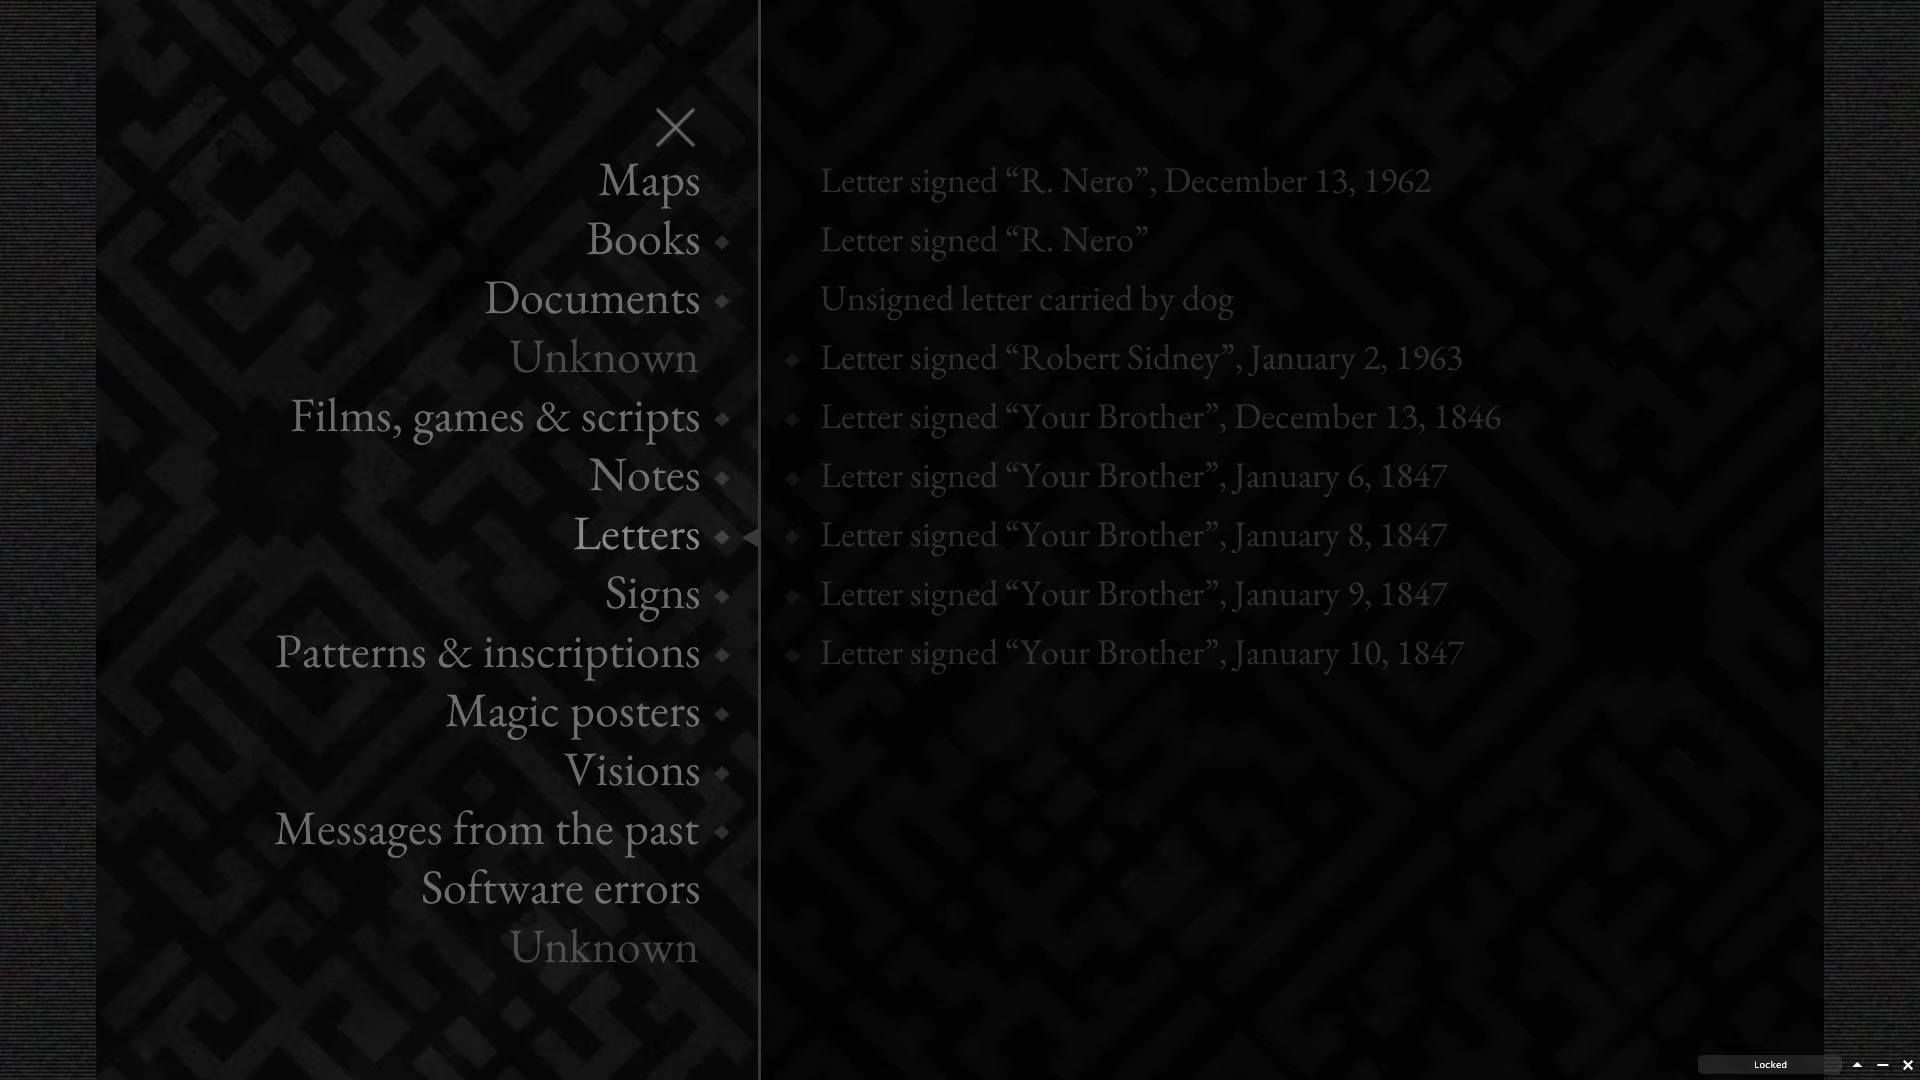 Maps
Books
Documents
Unknown
Films, games & scripts
Notes
Letters
Signs
Patterns & inscriptions
Magic posters
Visions
Messages from the past
Software errors
Unknown
Letter signed “R. Nero”, December 13, 1962
Letter signed “R. Nero”
Unsigned letter carried by dog
Letter signed “Robert Sidney”, January 2, 1963
Letter signed “Your Brother”, December 13, 1846
Letter signed “Your Brother”, January 6, 1847
Letter signed “Your Brother”, January 8, 1847
Letter signed “Your Brother”, January 9, 1847
Letter signed “Your Brother”, January 10, 1847
Locked